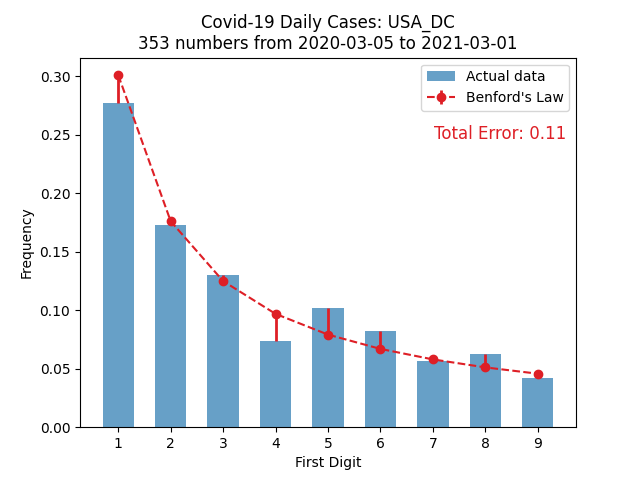 Covid-19 Daily Cases: USA_DC
353 numbers from 2020-03-05 to 2021-03-01
Actual data
Benford's Law
Total Error: 0.11
0.30
0.25
0.20
0.15
0.10
0.05
0.00
Frequency
1 2 3 4 5 6 7 8 9
First Digit